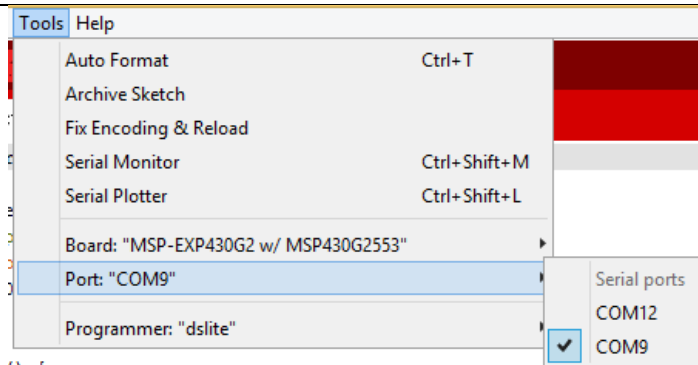 Tools Help
Auto Format Ctrl+T
Archive Sketch
Fix Encoding & Reload
Serial Monitor Ctrl+Shift+M
Serial Plotter Ctrl+Shift+L
Board: "MSP-EXP430G2 w/ MSP430G2553"
Port: "COM9"
Serial ports
COM12
Programmer: "dslite"
COM9